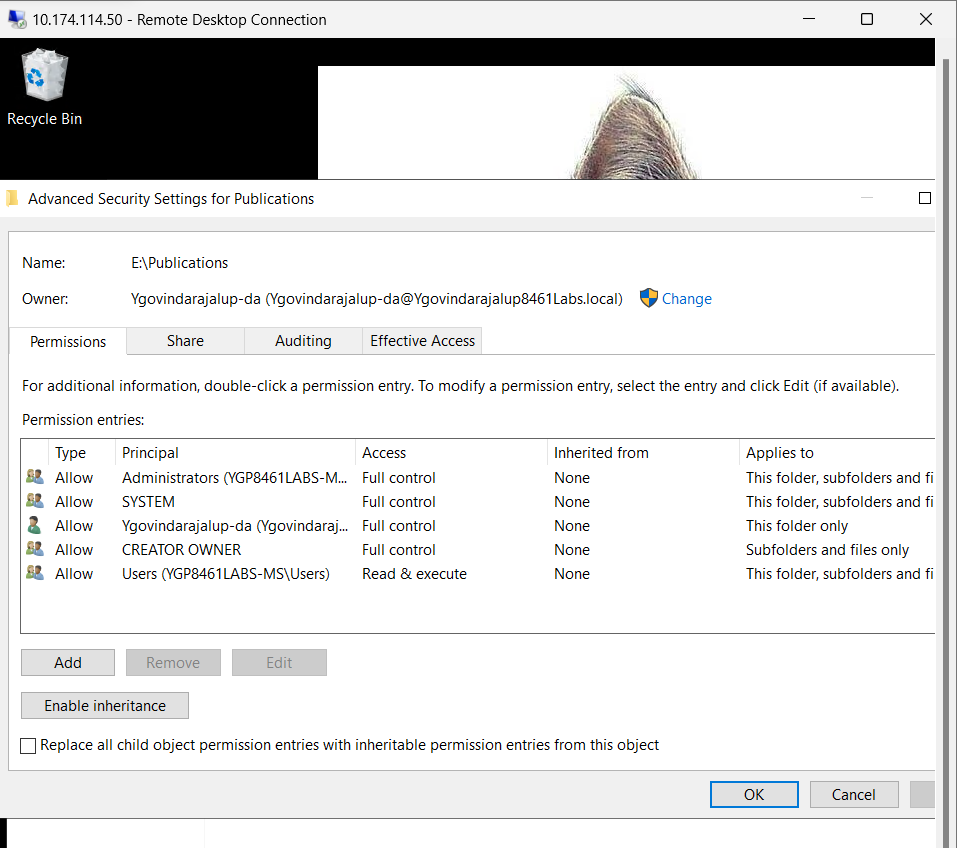 10.174.114.50 - Remote Desktop Connection
Recycle Bin
Advanced Security Settings for Publications
Name: E:\Publications
Owner: Ygovindarajalup-da (Ygovindarajalup-da@Ygovindarajalup8461Labs.local) Change
Permissions Share Auditing Effective Access
For additional information, double-click a permission entry. To modify a permission entry, select the entry and click Edit (if available).
Permission entries:
Type Principal Access Inherited from Applies to
Allow Administrators (YGP8461LABS-M... Full control None This folder, subfolders and fi
Allow SYSTEM Full control None This folder, subfolders and fi
Allow Ygovindarajalup-da (Ygovindaraj... Full control None This folder only
Allow CREATOR OWNER Full control None Subfolders and files only
Allow Users (YGP8461LABS-MS\Users) Read & execute None This folder, subfolders and fi
Add Remove Edit
Enable inheritance
Replace all child object permission entries with inheritable permission entries from this object
OK Cancel